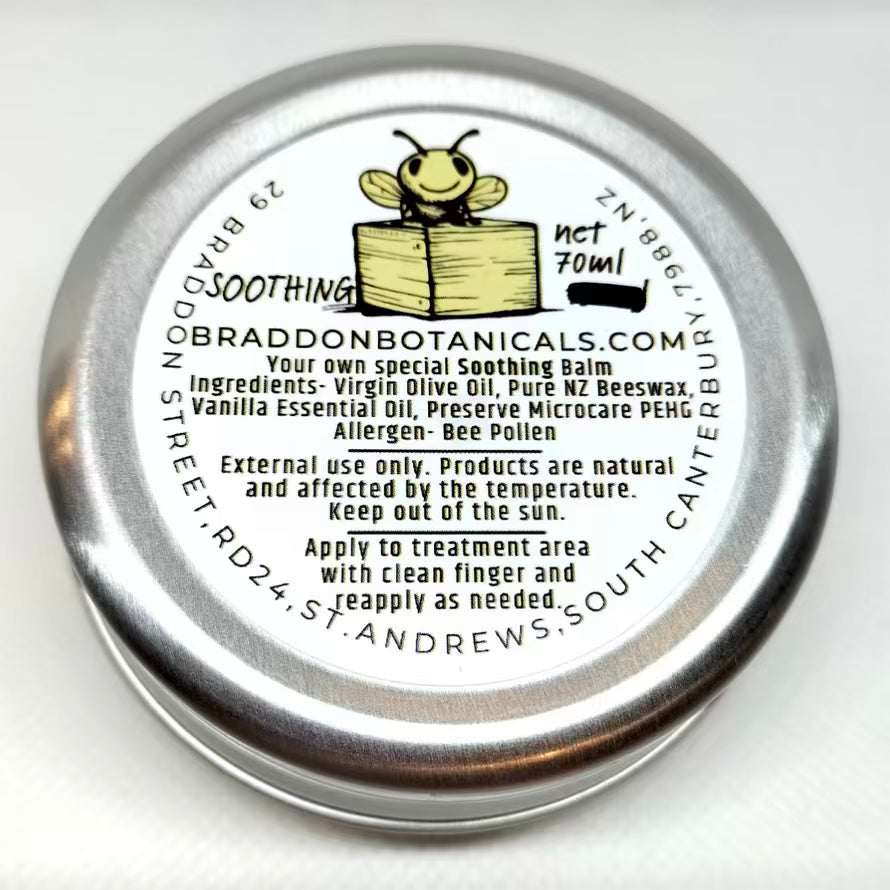 SOOTHING
net
70ml
BRADDONBOTANICALS.COM
Your own special Soothing Balm
Ingredients- Virgin Olive Oil, Pure NZ Beeswax,
Vanilla Essential Oil, Preserve Microcare PEHG
Allergen- Bee Pollen
External use only. Products are natural
and affected by the temperature.
Keep out of the sun.
Apply to treatment area
with clean finger and
reapply as needed.
29 BRADDON STREET, RD24, ST. ANDREWS, SOUTH CANTERBURY, 7988, NZ